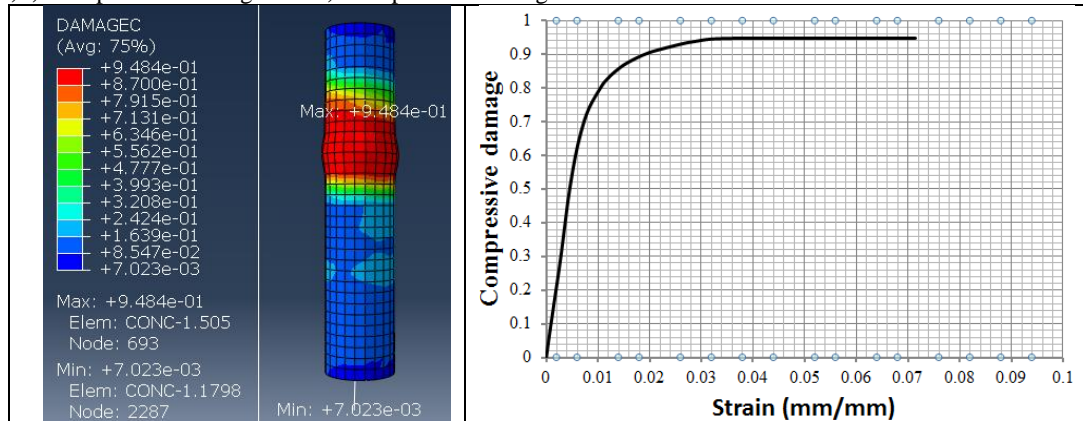 DAMAGEC
(Avg: 75%)
+9.484e-01
+8.700e-01
+7.915e-01
+7.131e-01
+6.346e-01
+5.562e-01
+4.777e-01
+3.993e-01
+3.208e-01
+2.424e-01
+1.639e-01
+8.547e-02
+7.023e-03
Max: +9.484e-01
Elem: CONC-1.505
Node: 693
Min: +7.023e-03
Elem: CONC-1.1798
Node: 2287
Max: +9.484e-01
Min: +7.023e-03
Compressive damage
1
0.9
0.8
0.7
0.6
0.5
0.4
0.3
0.2
0.1
0
0 0.01 0.02 0.03 0.04 0.05 0.06 0.07 0.08 0.09 0.1
Strain (mm/mm)